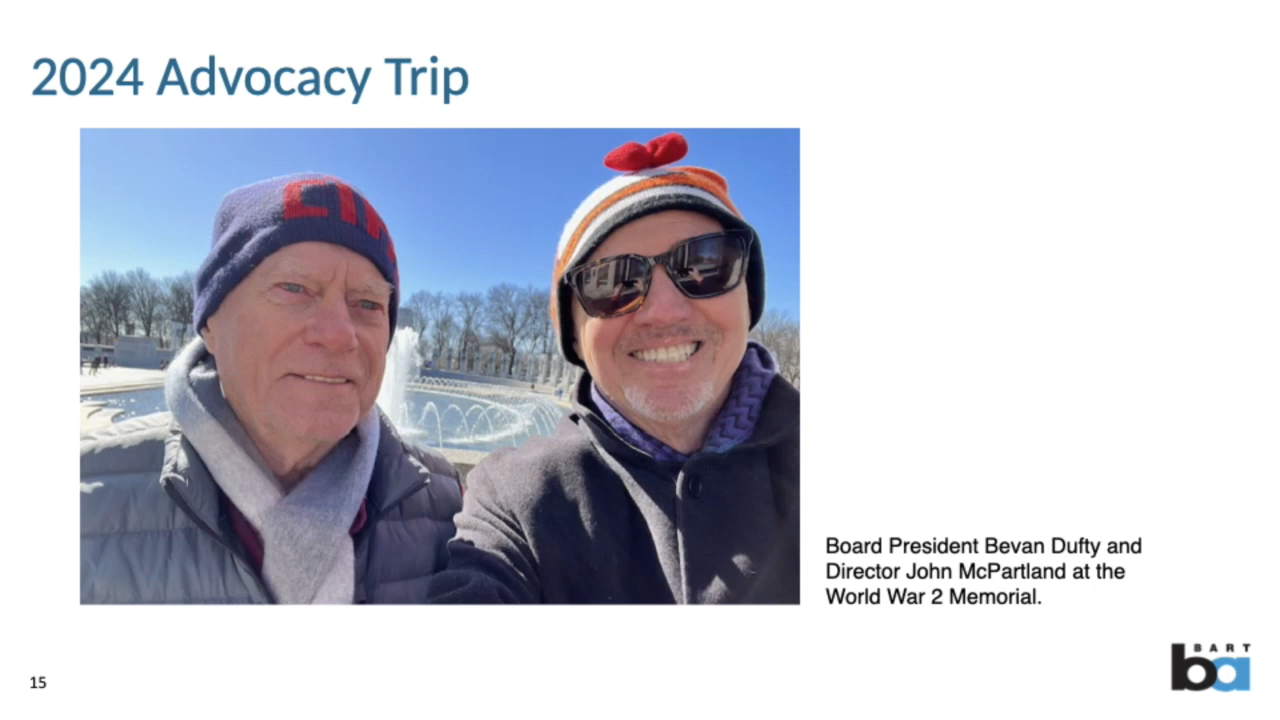 2024 Advocacy Trip
Board President Bevan Dufty and
Director John McPartland at the
World War 2 Memorial.
15
BART
ba